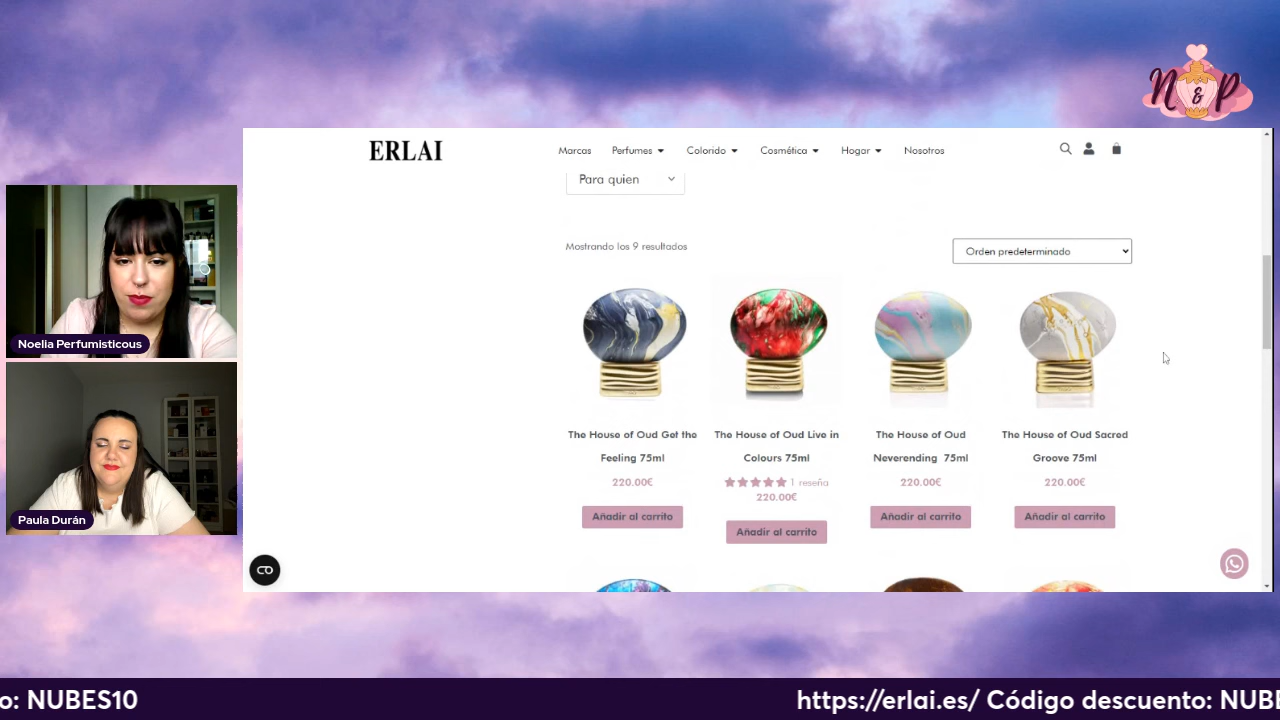 N & P
ERLAI
Marcas Perfumes Colorido Cosmética Hogar Nosotros
Para quien
Mostrando los 9 resultados
Orden predeterminado
The House of Oud Get the
Feeling 75ml
220.00€
Añadir al carrito
The House of Oud Live in
Colours 75ml
1 reseña
220.00€
Añadir al carrito
The House of Oud
Neverending 75ml
220.00€
Añadir al carrito
The House of Oud Sacred
Groove 75ml
220.00€
Añadir al carrito
Noelia Perfumisticous
Paula Durán
o: NUBES10
https://erlai.es/ Código descuento: NUBE